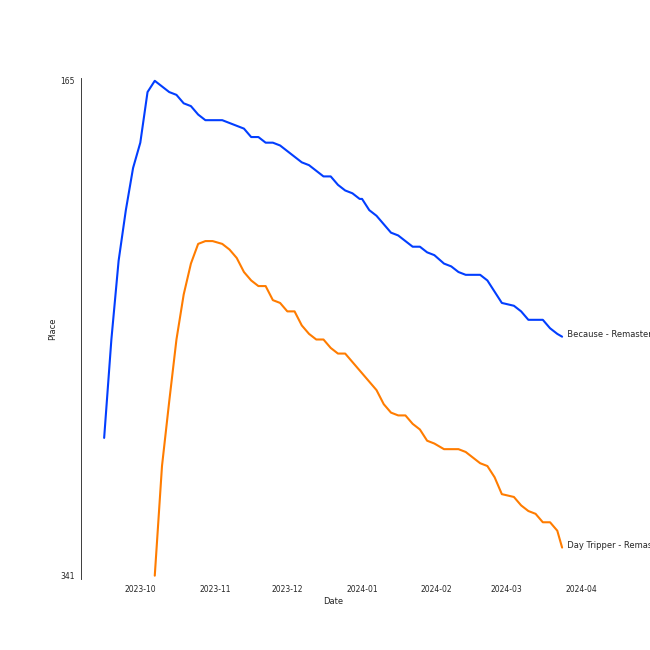 165
Place
Because - Remaster
Day Tripper - Remas
341
2023-10 2023-11 2023-12 2024-01 2024-02 2024-03 2024-04
Date